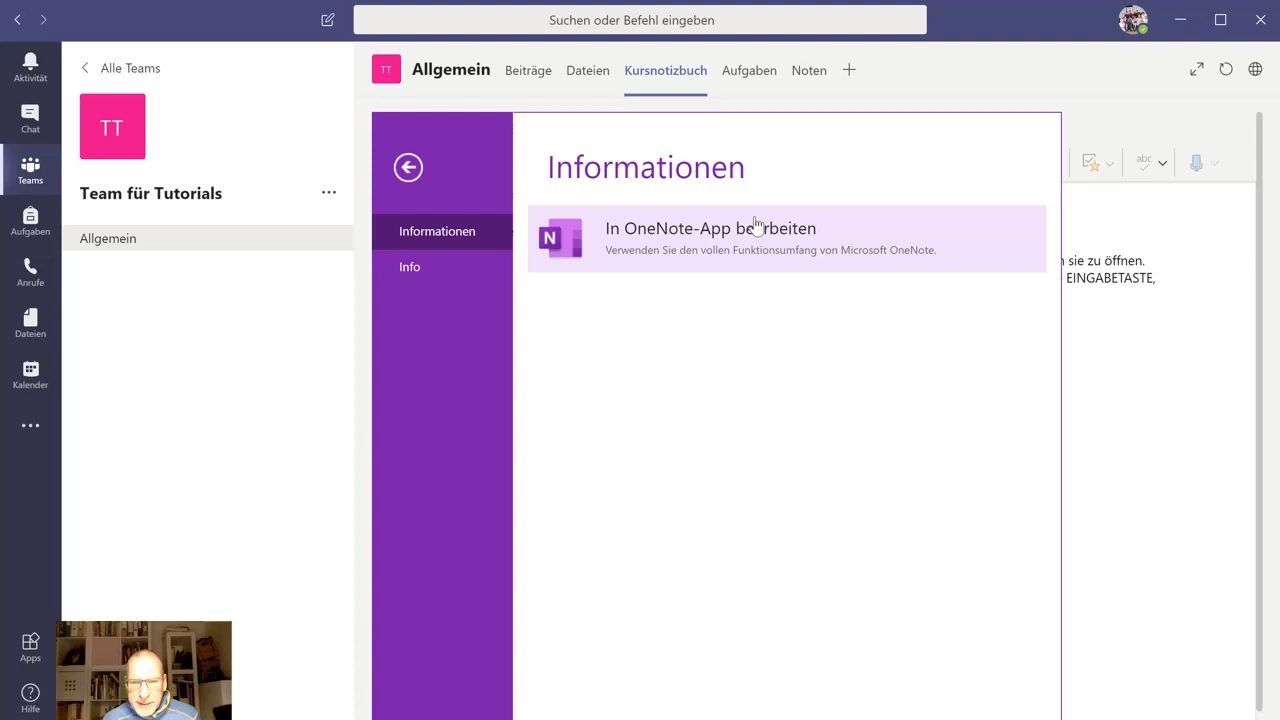 Suchen oder Befehl eingeben
Aktivität
Chat
Teams
Aufgaben
Anrufe
Dateien
Kalender
Apps
Hilfe
Alle Teams
TT
Team für Tutorials
Allgemein
TT Allgemein Beiträge Dateien Kursnotizbuch Aufgaben Noten
Informationen
Info
Informationen
N
In OneNote-App bearbeiten
Verwenden Sie den vollen Funktionsumfang von Microsoft OneNote.
abc
sie zu öffnen.
EINGABETASTE,